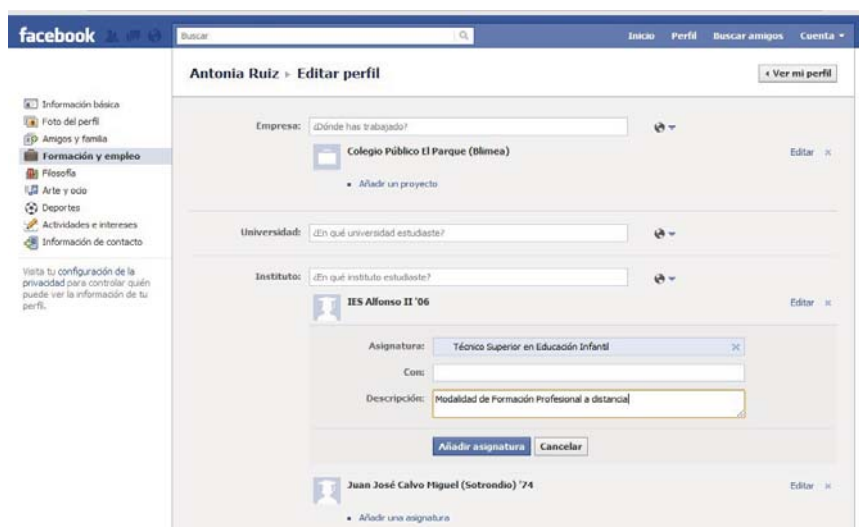 facebook
Buscar
Inicio Perfil Buscar amigos Cuenta
Antonia Ruiz ▸ Editar perfil
Ver mi perfil
Información básica
Foto del perfil
Amigos y familia
Formación y empleo
Filosofía
Arte y ocio
Deportes
Actividades e intereses
Información de contacto
Visita tu configuración de la
privacidad para controlar quién
puede ver la información de tu
perfil.
Empresa: ¿Dónde has trabajado?
Colegio Público El Parque (Blimea) Editar x
• Añadir un proyecto
Universidad: ¿En qué universidad estudiaste?
Instituto: ¿En qué instituto estudiaste?
IES Alfonso II '06 Editar x
Asignatura: Técnico Superior en Educación Infantil x
Con:
Descripción: Modalidad de Formación Profesional a distancia
Añadir asignatura Cancelar
Juan José Calvo Miguel (Sotrondio) '74 Editar x
• Añadir una asignatura